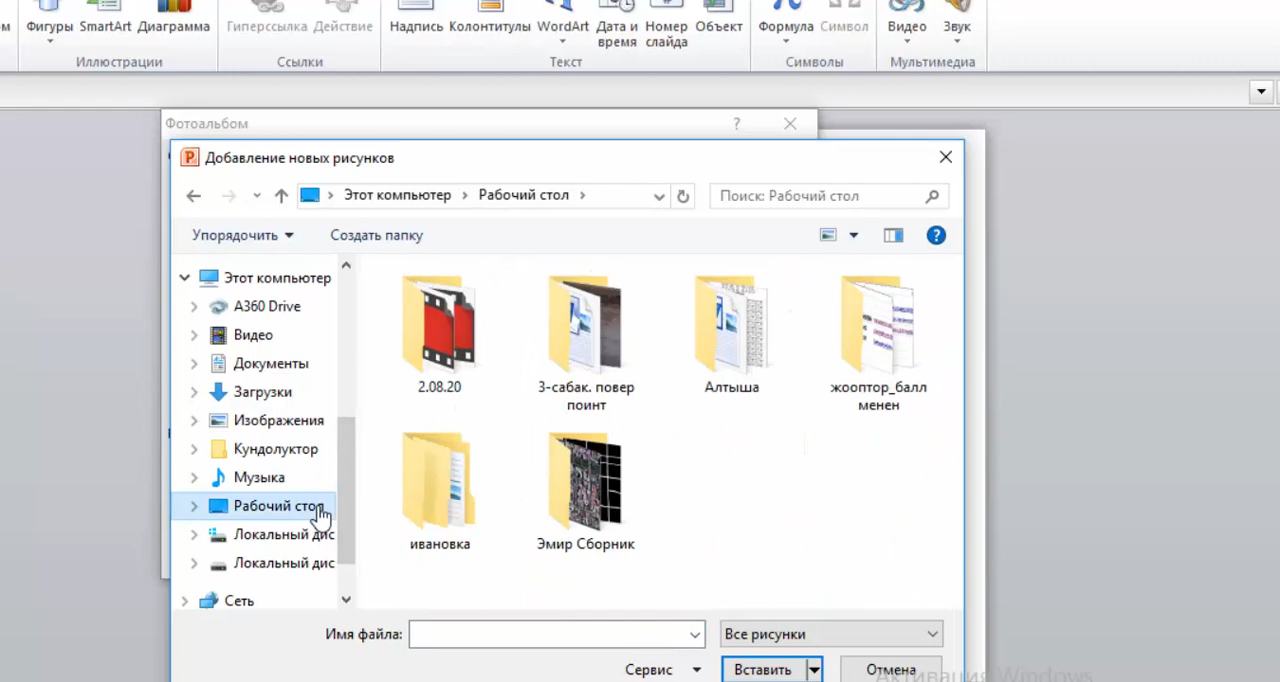 м Фигуры SmartArt Диаграмма Гиперссылка Действие Надпись Колонтитулы WordArt Дата и Номер Объект Формула Символ Видео Звук
время слайда
Иллюстрации Ссылки Текст Символы Мультимедиа
Фотоальбом ?
P Добавление новых рисунков
Этот компьютер Рабочий стол Поиск: Рабочий стол
Упорядочить Создать папку ?
Этот компьютер
A360 Drive
Видео
Документы
Загрузки
Изображения
Кундолуктор
Музыка
Рабочий стол
Локальный дис
Локальный дис
Сеть
2.08.20 3-сабак. повер Алтыша жооптор_балл
поинт менен
ивановка Эмир Сборник
Имя файла: Все рисунки
Сервис Вставить Отмена
Активация Windows